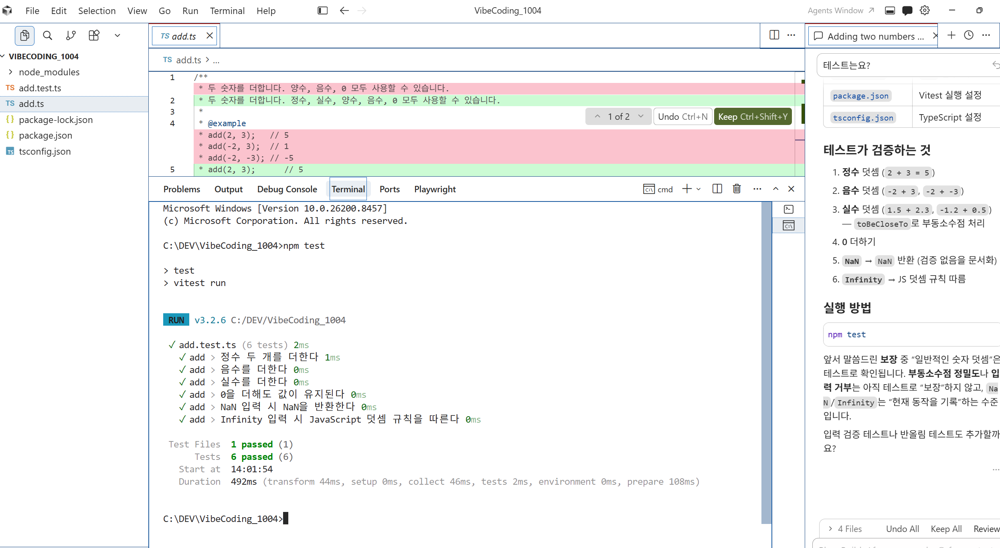 File Edit Selection View Go Run Terminal Help
VibeCoding_1004
Agents Window
VIBECODING_1004
node_modules
TS add.test.ts
TS add.ts
{} package-lock.json
{} package.json
TS tsconfig.json
TS add.ts
TS add.ts > ...
1 /**
* 두 숫자를 더합니다. 양수, 음수, 0 모두 사용할 수 있습니다.
2 * 두 숫자를 더합니다. 정수, 실수, 양수, 음수, 0 모두 사용할 수 있습니다.
3 *
4 * @example
* add(2, 3);   // 5
* add(-2, 3);  // 1
* add(-2, -3); // -5
5 * add(2, 3);      // 5
1 of 2
Undo Ctrl+N
Keep Ctrl+Shift+Y
Problems Output Debug Console Terminal Ports Playwright
cmd
Microsoft Windows [Version 10.0.26200.8457]
(c) Microsoft Corporation. All rights reserved.
C:\DEV\VibeCoding_1004>npm test
> test
> vitest run
RUN v3.2.6 C:/DEV/VibeCoding_1004
✓ add.test.ts (6 tests) 2ms
✓ add > 정수 두 개를 더한다 1ms
✓ add > 음수를 더한다 0ms
✓ add > 실수를 더한다 0ms
✓ add > 0을 더해도 값이 유지된다 0ms
✓ add > NaN 입력 시 NaN을 반환한다 0ms
✓ add > Infinity 입력 시 JavaScript 덧셈 규칙을 따른다 0ms
Test Files 1 passed (1)
Tests 6 passed (6)
Start at 14:01:54
Duration 492ms (transform 44ms, setup 0ms, collect 46ms, tests 2ms, environment 0ms, prepare 108ms)
C:\DEV\VibeCoding_1004>
Adding two numbers ...
테스트는요?
package.json Vitest 실행 설정
tsconfig.json TypeScript 설정
테스트가 검증하는 것
1. 정수 덧셈 (2 + 3 = 5)
2. 음수 덧셈 (-2 + 3, -2 + -3)
3. 실수 덧셈 (1.5 + 2.3, -1.2 + 0.5)
— toBeCloseTo로 부동소수점 처리
4. 0 더하기
5. NaN → NaN 반환 (검증 없음을 문서화)
6. Infinity → JS 덧셈 규칙 따름
실행 방법
npm test
앞서 말씀드린 보장 중 “일반적인 숫자 덧셈”은
테스트로 확인됩니다. 부동소수점 정밀도나 입
력 거부는 아직 테스트로 “보장”하지 않고, Na
N/Infinity는 “현재 동작을 기록”하는 수준
입니다.
입력 검증 테스트나 반올림 테스트도 추가할까
요?
4 Files Undo All Keep All Review